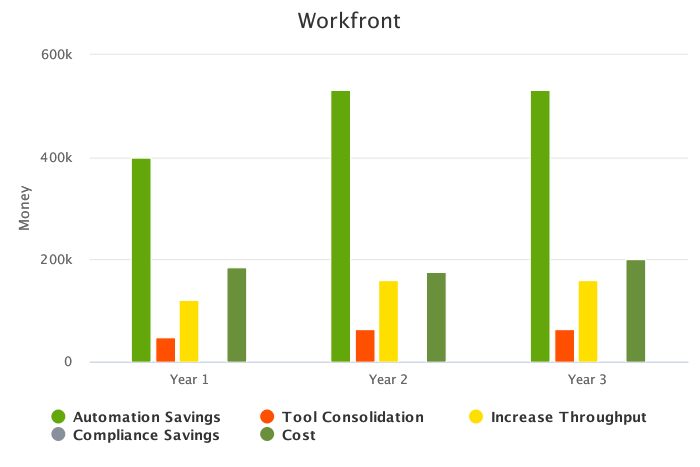 Workfront
600k
400k
200k
0
Money
Year 1 Year 2 Year 3
Automation Savings Tool Consolidation Increase Throughput
Compliance Savings Cost